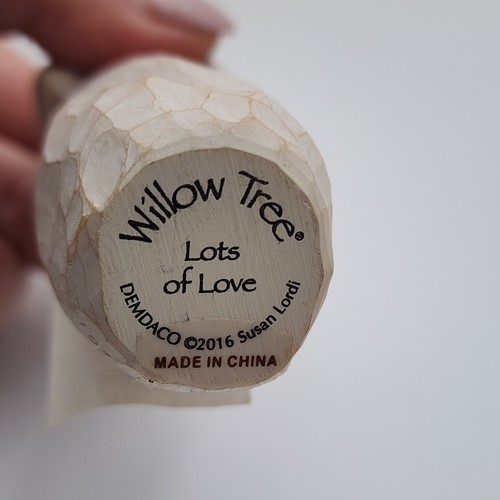 Willow Tree®
Lots
of Love
DEMDACO ©2016 Susan Lordi
MADE IN CHINA